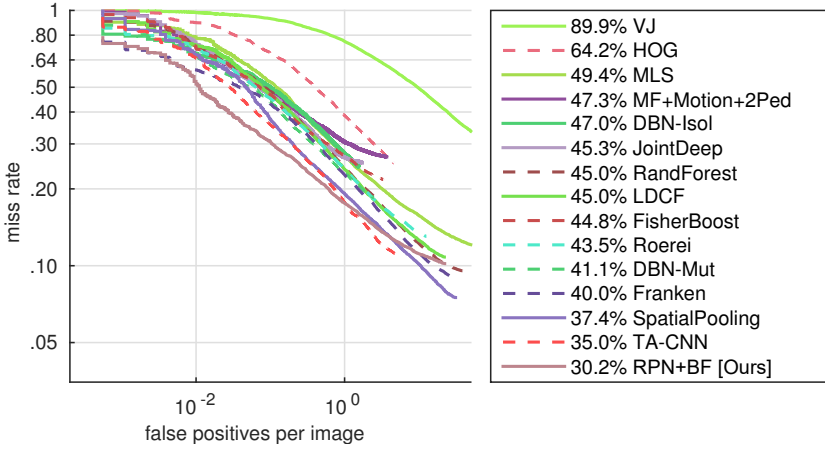 1
.80
.64
.50
.40
.30
.20
.10
.05
miss rate
10^-2
10^0
false positives per image
89.9% VJ
64.2% HOG
49.4% MLS
47.3% MF+Motion+2Ped
47.0% DBN-Isol
45.3% JointDeep
45.0% RandForest
45.0% LDCF
44.8% FisherBoost
43.5% Roerei
41.1% DBN-Mut
40.0% Franken
37.4% SpatialPooling
35.0% TA-CNN
30.2% RPN+BF [Ours]